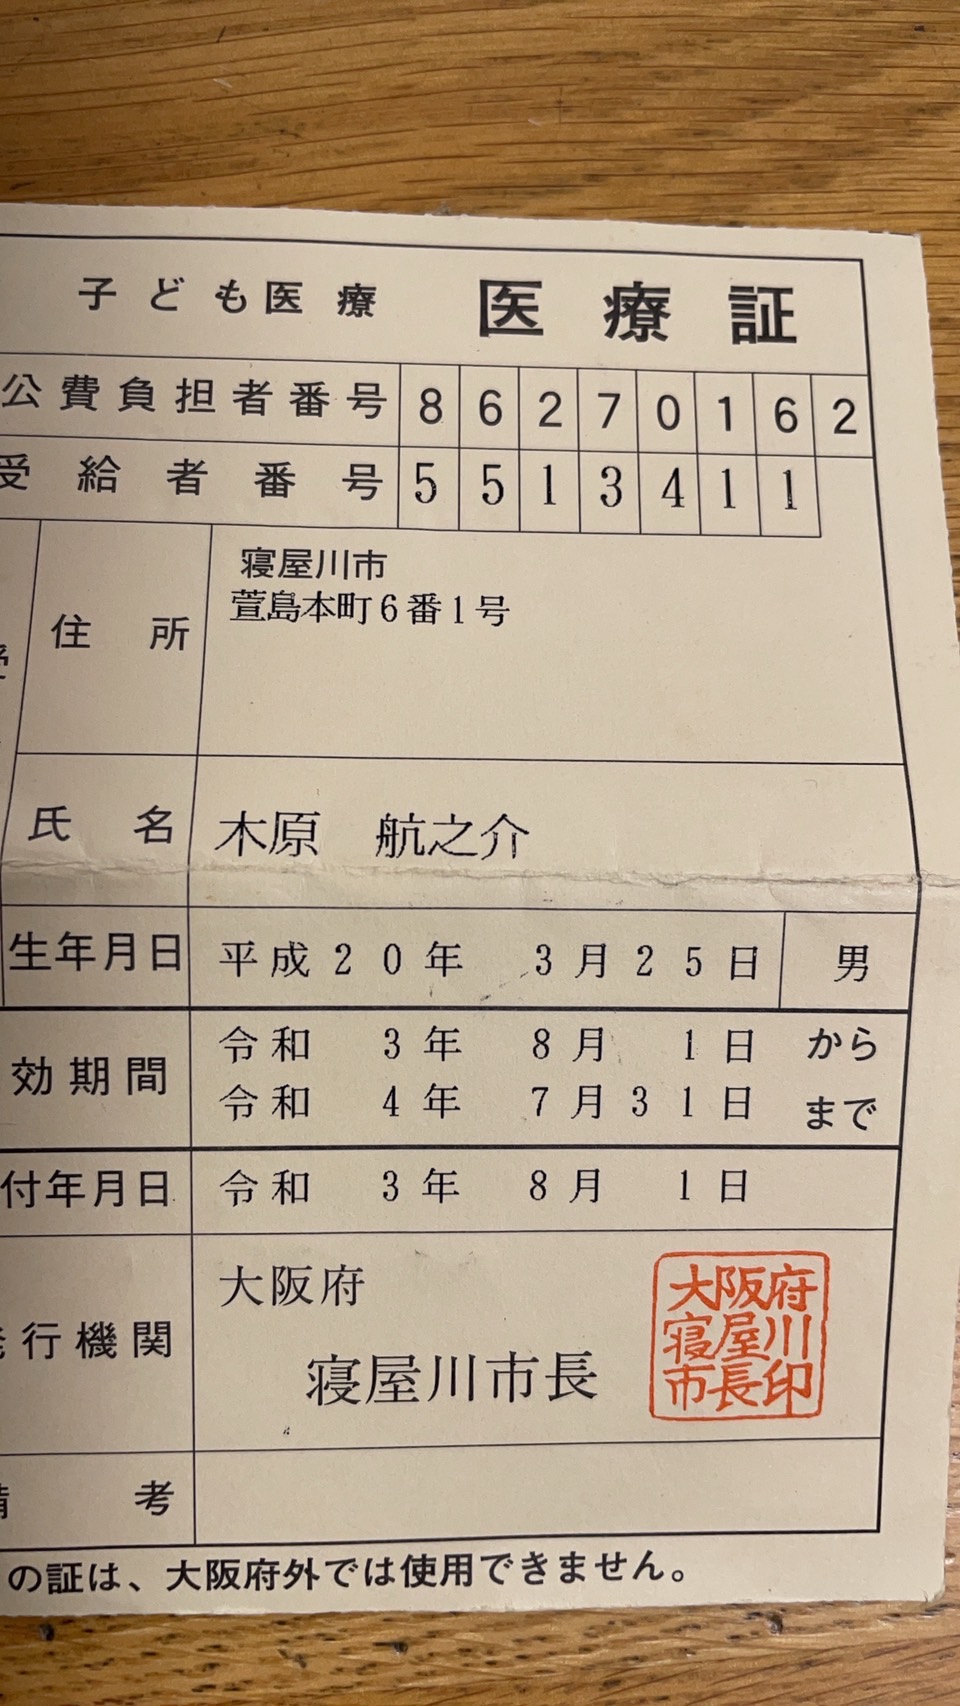 子ども医療 医療証
公費負担者番号 8 6 2 7 0 1 6 2
受給者番号 5 5 1 3 4 1 1
住所 寝屋川市
萱島本町6番1号
氏名 木原 航之介
生年月日 平成20年 3月25日 男
効期間 令和 3年 8月 1日 から
令和 4年 7月31日 まで
付年月日 令和 3年 8月 1日
行機関 大阪府
寝屋川市長
大阪府
寝屋川
市長印
考
の証は、大阪府外では使用できません。